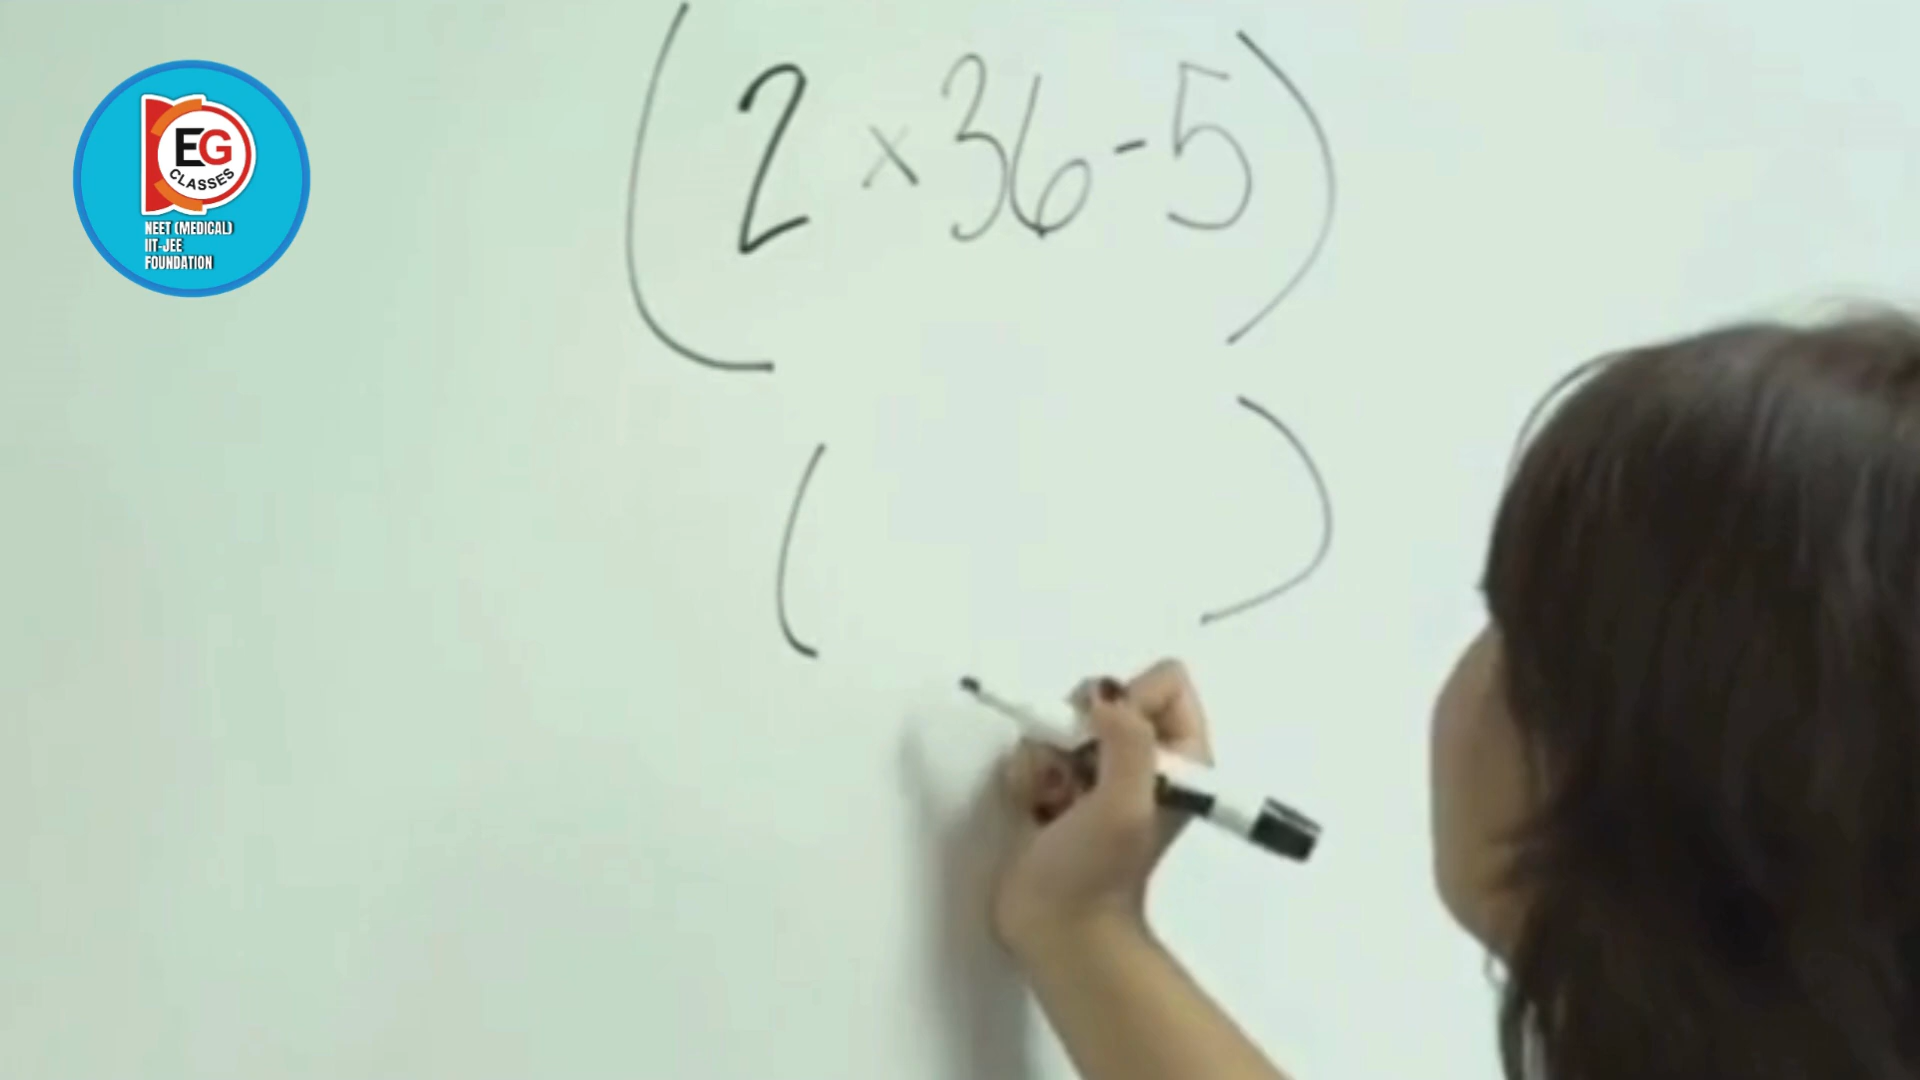 EG
CLASSES
NEET (MEDICAL)
IIT-JEE
FOUNDATION
(2 × 36 - 5)
( )